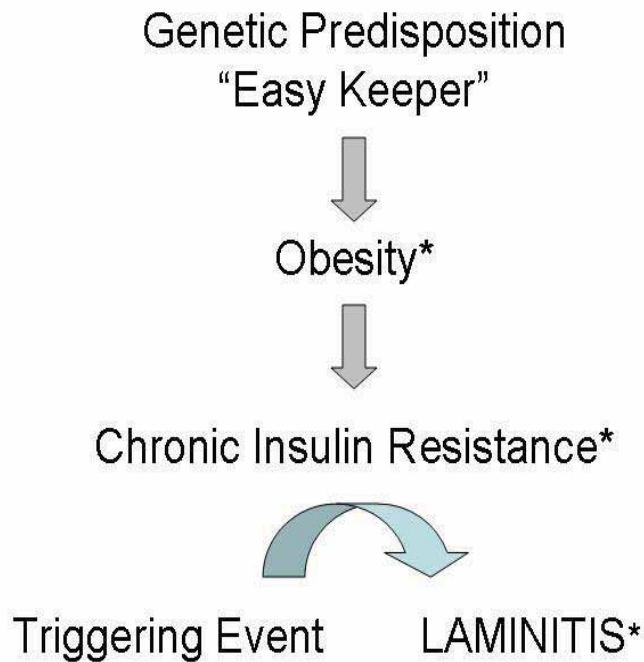 Genetic Predisposition
“Easy Keeper”
Obesity*
Chronic Insulin Resistance*
Triggering Event LAMINITIS*